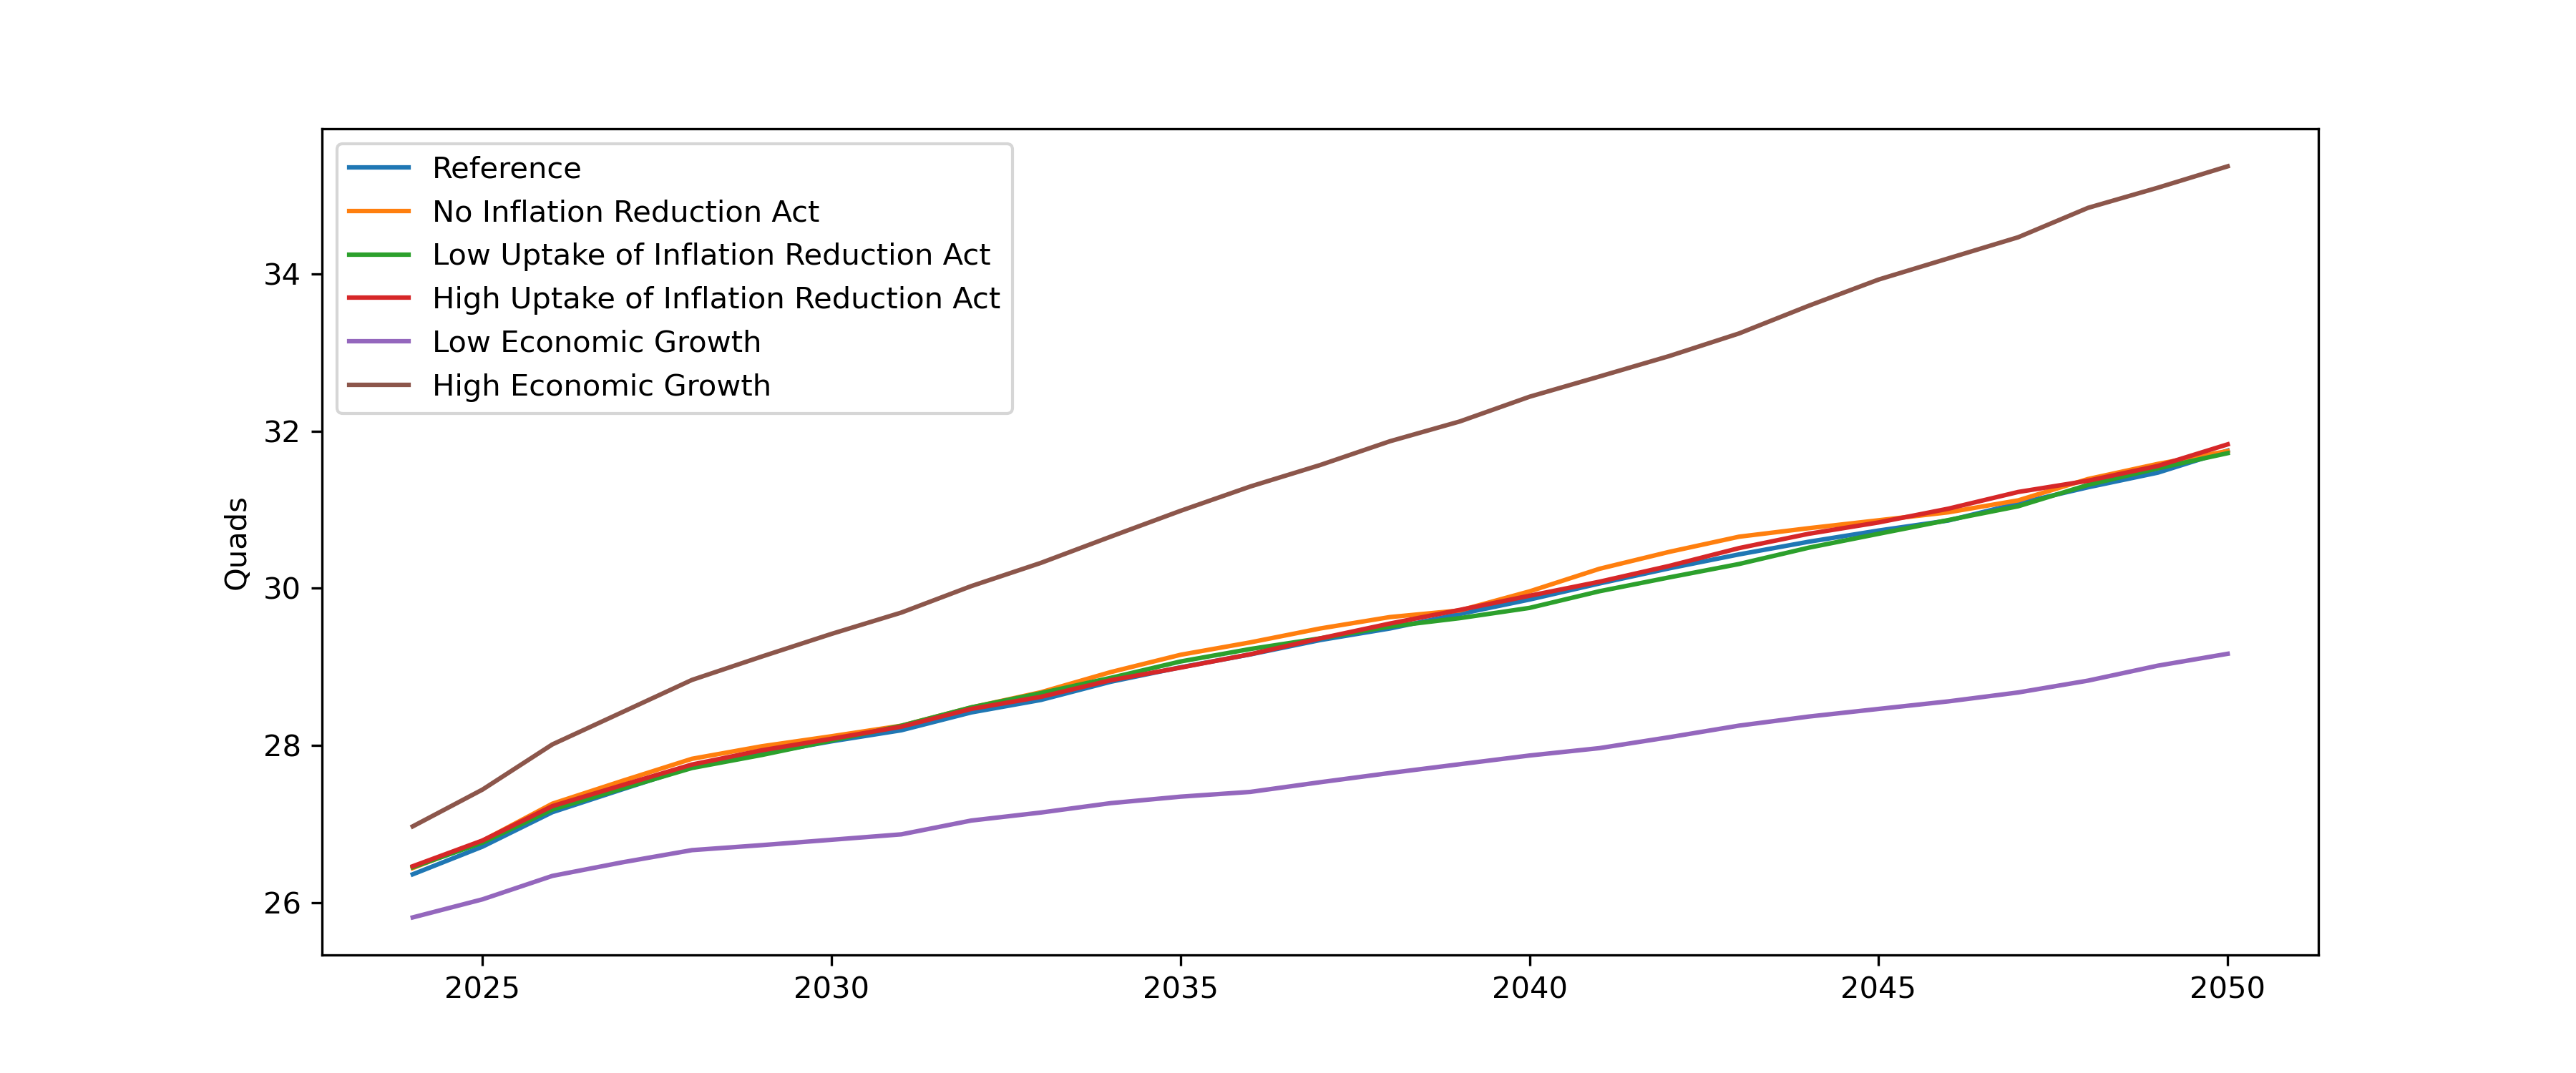 Reference
No Inflation Reduction Act
Low Uptake of Inflation Reduction Act
High Uptake of Inflation Reduction Act
Low Economic Growth
High Economic Growth
Quads
34
32
30
28
26
2025 2030 2035 2040 2045 2050